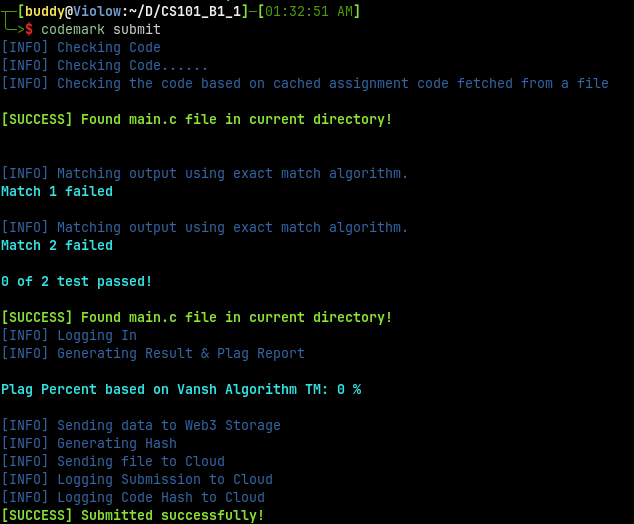 [buddy@Violow:~/D/CS101_B1_1]-[01:32:51 AM]
>$ codemark submit
[INFO] Checking Code
[INFO] Checking Code......
[INFO] Checking the code based on cached assignment code fetched from a file
[SUCCESS] Found main.c file in current directory!
[INFO] Matching output using exact match algorithm.
Match 1 failed
[INFO] Matching output using exact match algorithm.
Match 2 failed
0 of 2 test passed!
[SUCCESS] Found main.c file in current directory!
[INFO] Logging In
[INFO] Generating Result & Plag Report
Plag Percent based on Vansh Algorithm TM: 0 %
[INFO] Sending data to Web3 Storage
[INFO] Generating Hash
[INFO] Sending file to Cloud
[INFO] Logging Submission to Cloud
[INFO] Logging Code Hash to Cloud
[SUCCESS] Submitted successfully!